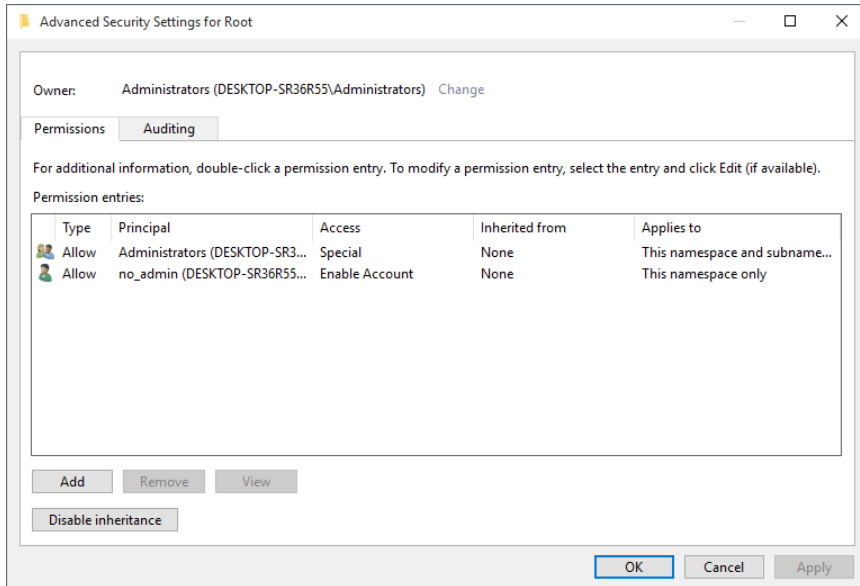 Advanced Security Settings for Root
Owner: Administrators (DESKTOP-SR36R55\Administrators) Change
Permissions Auditing
For additional information, double-click a permission entry. To modify a permission entry, select the entry and click Edit (if available).
Permission entries:
Type Principal Access Inherited from Applies to
Allow Administrators (DESKTOP-SR3... Special None This namespace and subname...
Allow no_admin (DESKTOP-SR36R55... Enable Account None This namespace only
Add Remove View
Disable inheritance
OK Cancel Apply